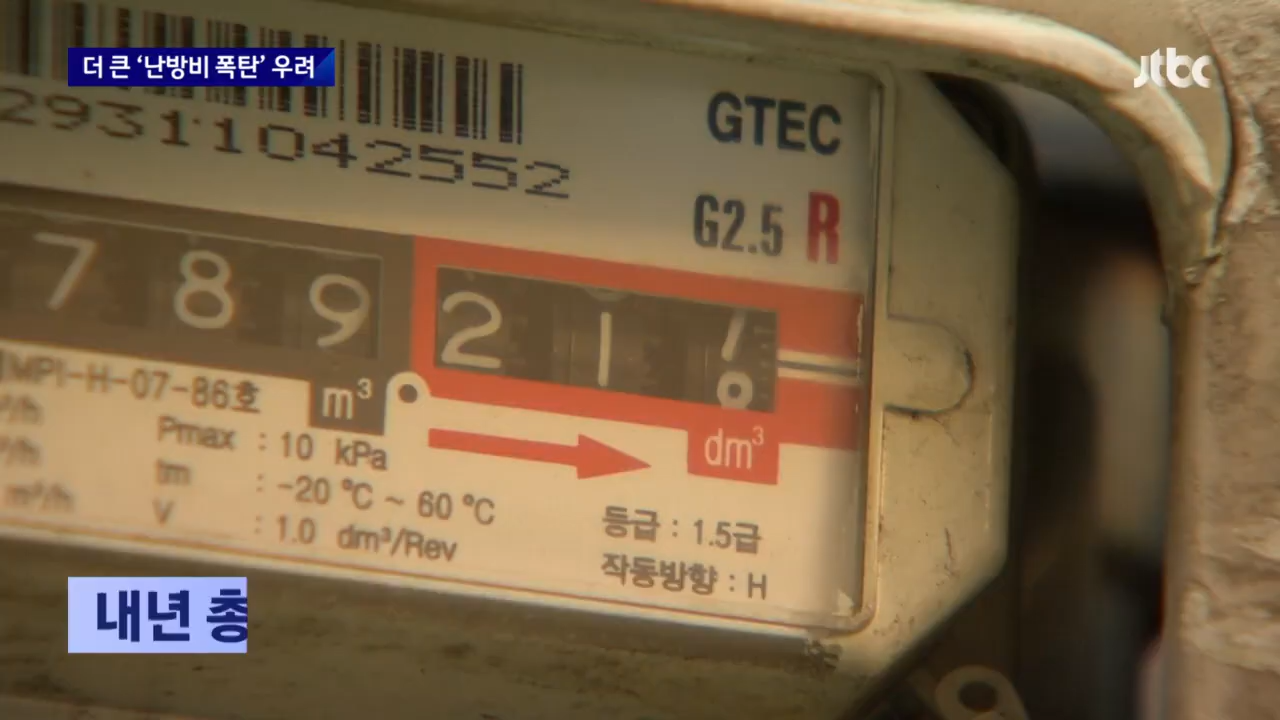 더 큰 '난방비 폭탄' 우려
jtbc
29311042552
GTEC
G2.5 R
7 8 9 2 1
MPI-H-07-86호
m³
dm³
Pmax : 10 kPa
tm : -20 ℃ ~ 60 ℃
m³/h
V : 1.0 dm³/Rev
등급 : 1.5급
작동방향 : H
내년 총